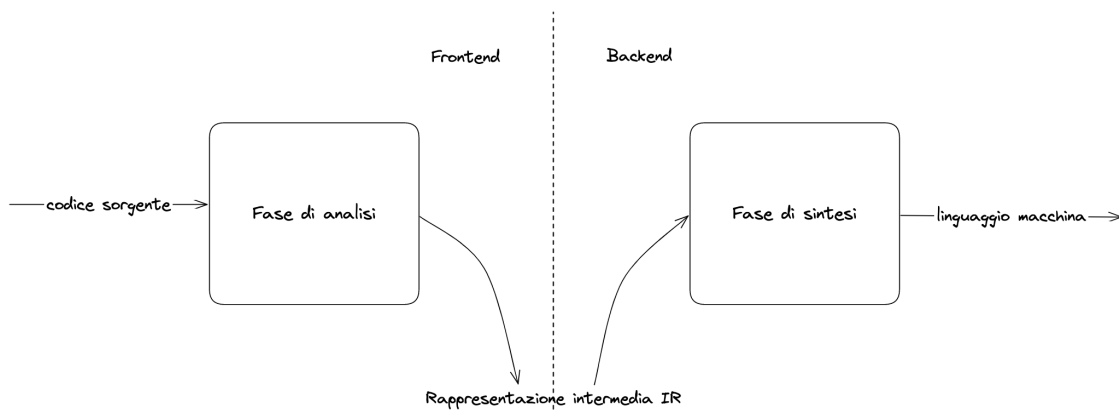 Frontend
Backend
codice sorgente
Fase di analisi
Fase di sintesi
linguaggio macchina
Rappresentazione intermedia IR